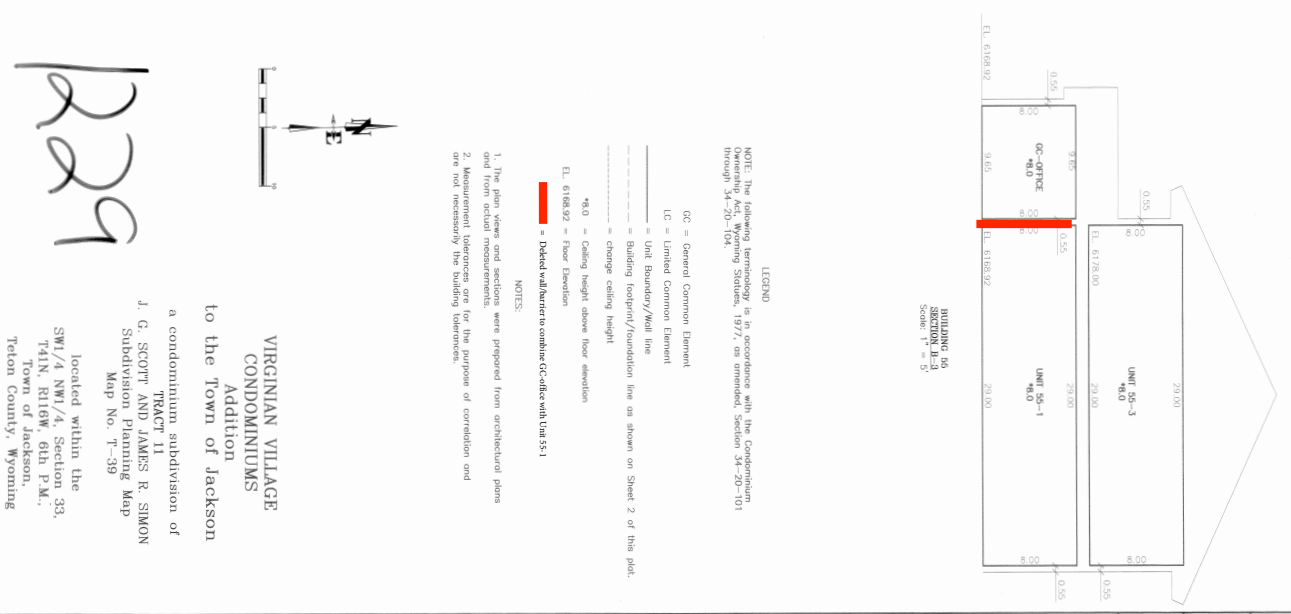 BUILDING 55
SECTION B-3
Scale: 1" = 5'
EL. 6168.92
0.55
8.00
9.65
GC-OFFICE
*8.0
9.65
8.00
0.55
8.00
EL. 6168.92
29.00
UNIT 55-1
*8.0
29.00
8.00
0.55
0.55
8.00
EL. 6178.00
29.00
UNIT 55-3
*8.0
29.00
8.00
0.55
LEGEND
NOTE: The following terminology is in accordance with the Condominium
Ownership Act, Wyoming Statues, 1977, as amended, Section 34-20-101
through 34-20-104.
GC = General Common Element
LC = Limited Common Element
= Unit Boundary/Wall line
= Building footprint/foundation line as shown on Sheet 2 of this plat.
= change ceiling height
*8.0 = Ceiling height above floor elevation
EL. 6168.92 = Floor Elevation
= Deleted wall/barrier to combine GC-office with Unit 55-1
NOTES:
1. The plan views and sections were prepared from architectural plans
and from actual measurements.
2. Measurement tolerances are for the purpose of correlation and
are not necessarily the building tolerances.
N
E
0
5
10
VIRGINIAN VILLAGE
CONDOMINIUMS
Addition
to the Town of Jackson
a condominium subdivision of
TRACT 11
J. G. SCOTT AND JAMES R. SIMON
Subdivision Planning Map
Map No. T-39
located within the
SW1/4 NW1/4, Section 33,
T41N, R116W, 6th P.M.,
Town of Jackson,
Teton County, Wyoming
1229